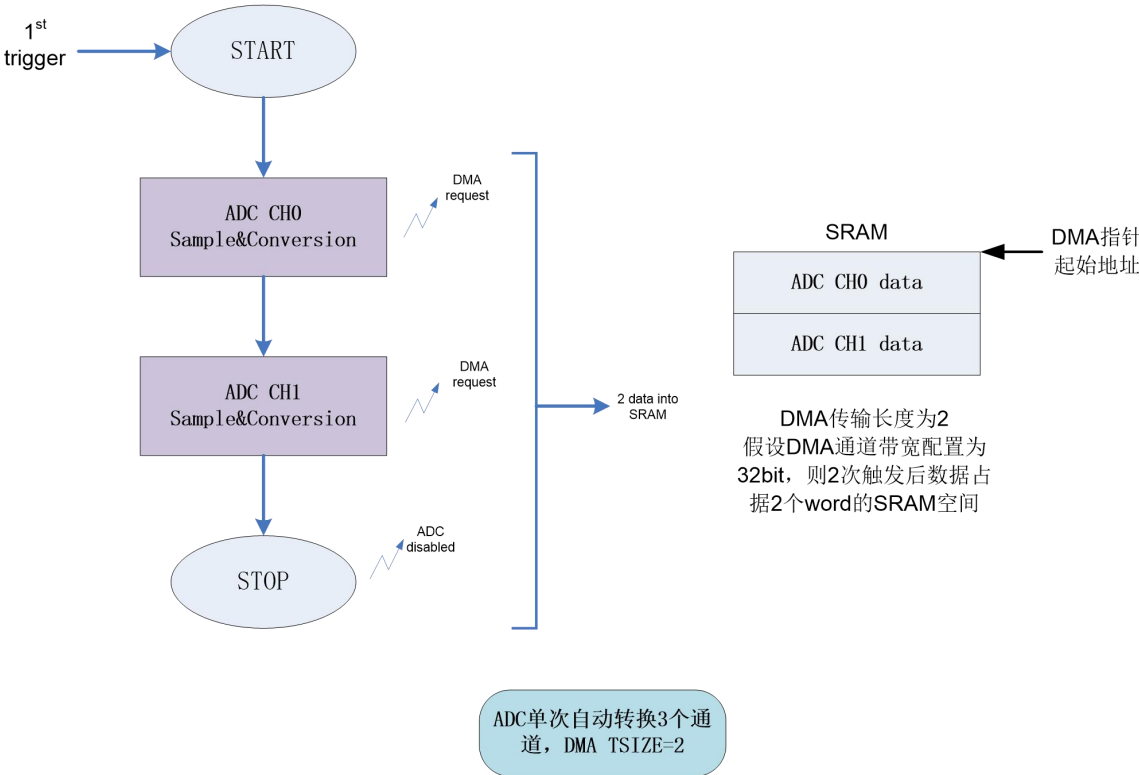 1st
trigger
START
ADC CH0
Sample&Conversion
DMA
request
ADC CH1
Sample&Conversion
DMA
request
STOP
ADC
disabled
2 data into
SRAM
SRAM
ADC CH0 data
ADC CH1 data
DMA指针
起始地址
DMA传输长度为2
假设DMA通道带宽配置为
32bit，则2次触发后数据占
据2个word的SRAM空间
ADC单次自动转换3个通
道，DMA TSIZE=2